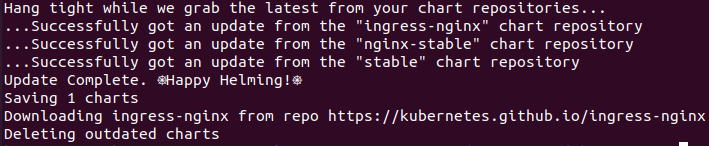 Hang tight while we grab the latest from your chart repositories...
...Successfully got an update from the "ingress-nginx" chart repository
...Successfully got an update from the "nginx-stable" chart repository
...Successfully got an update from the "stable" chart repository
Update Complete. ⎈Happy Helming!⎈
Saving 1 charts
Downloading ingress-nginx from repo https://kubernetes.github.io/ingress-nginx
Deleting outdated charts